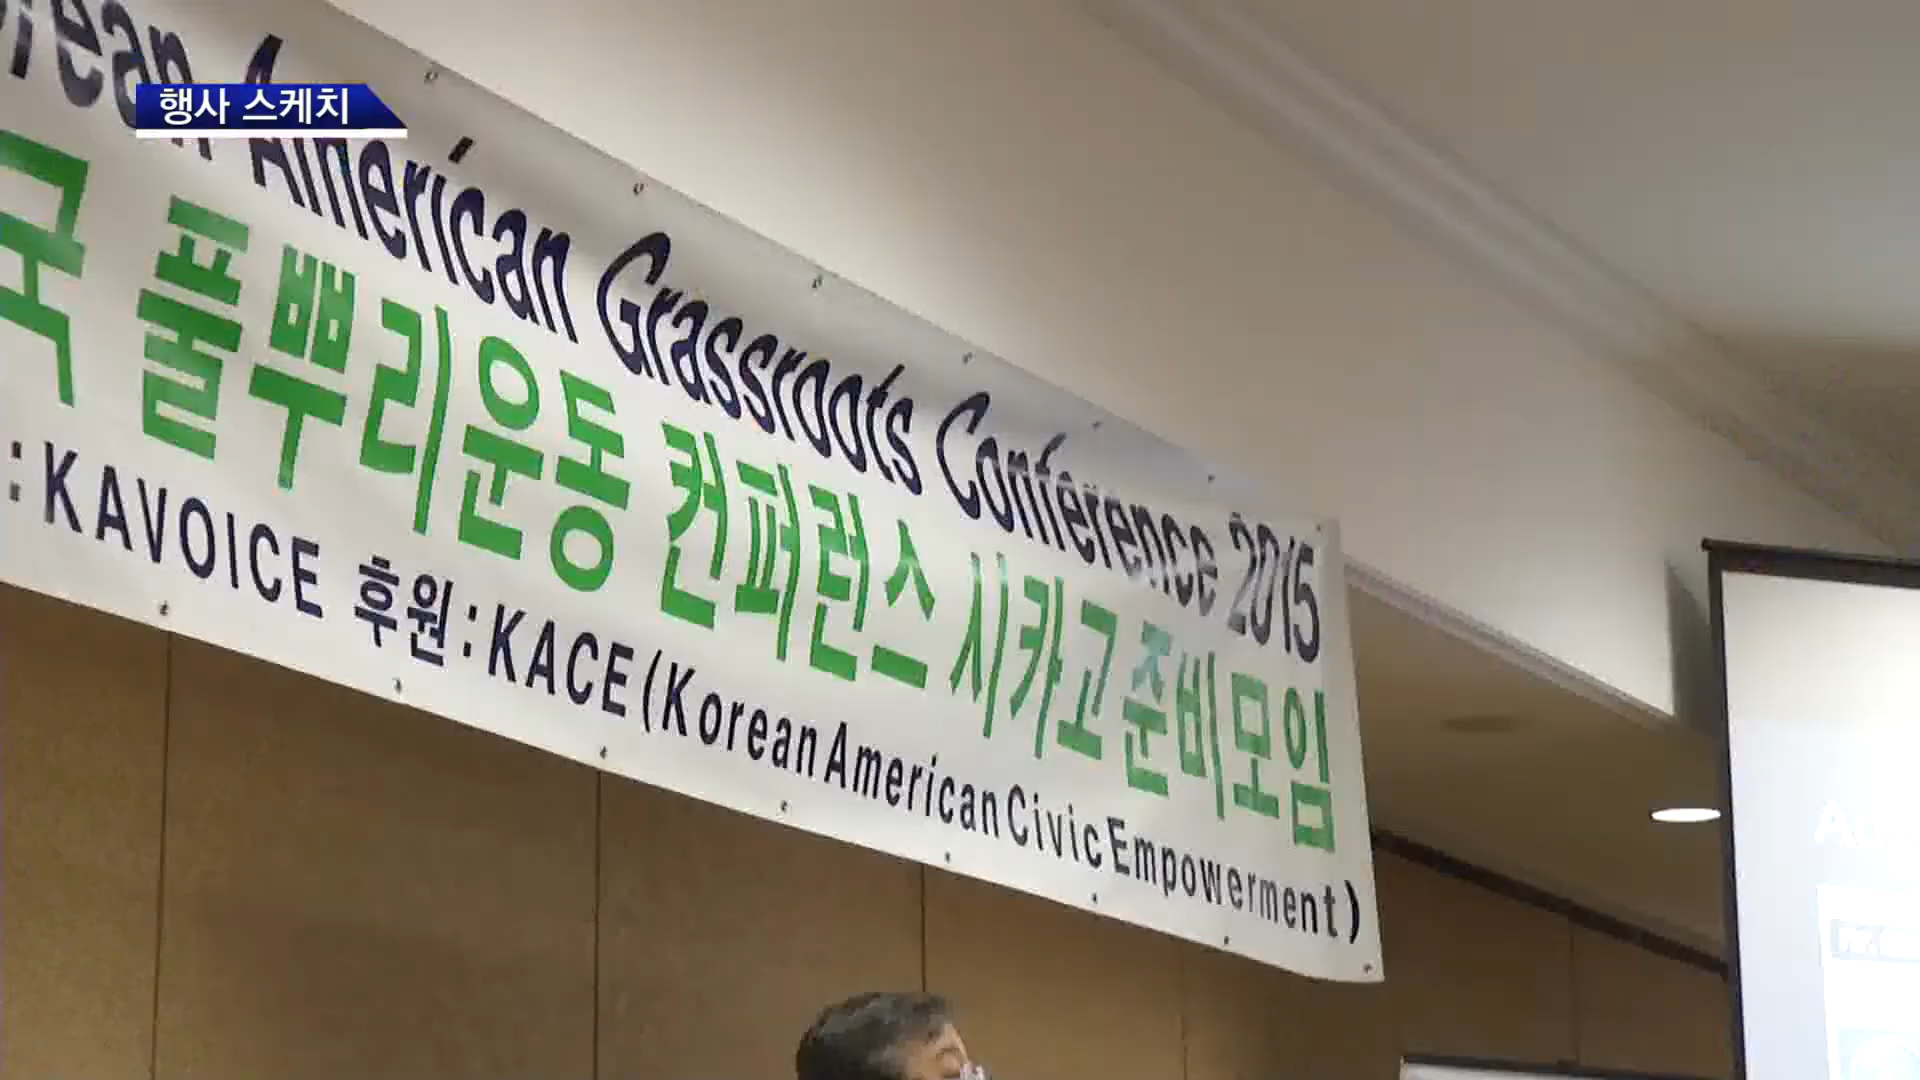 행사 스케치
rean American Grassroots Conference 2015
국 풀뿌리운동 컨퍼런스 시카고 준비모임
: KAVOICE 후원 : KACE (Korean American Civic Empowerment)